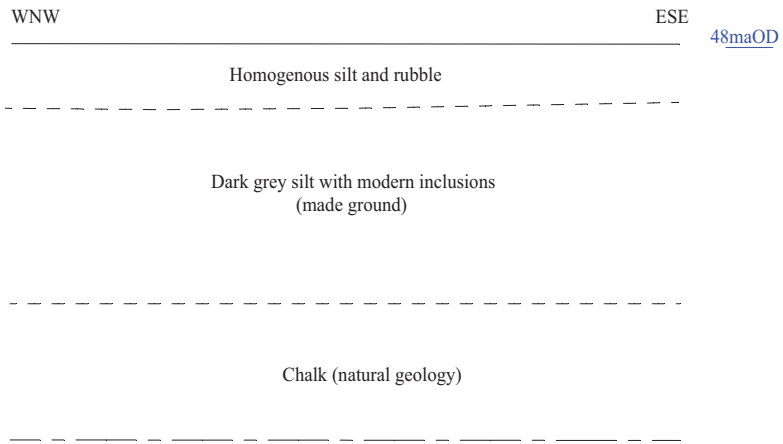 WNW
ESE
48maOD
Homogenous silt and rubble
Dark grey silt with modern inclusions
(made ground)
Chalk (natural geology)